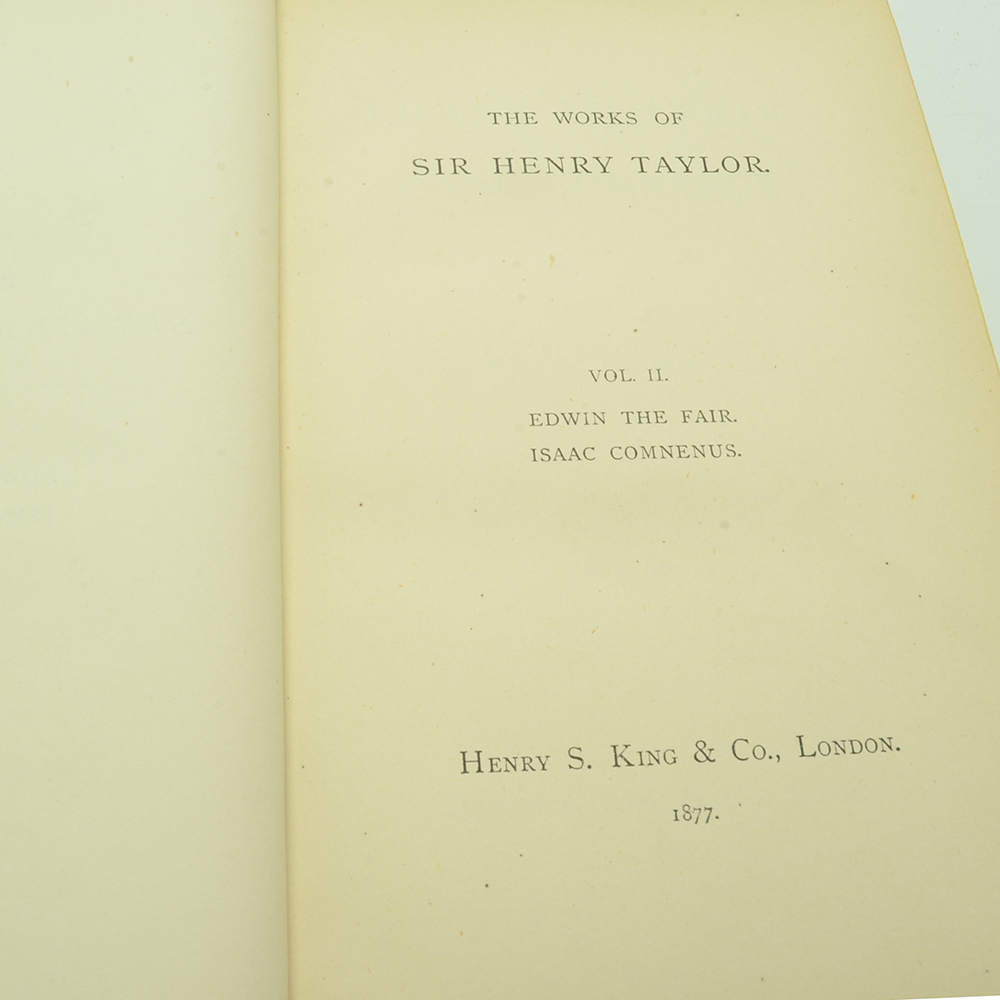 THE WORKS OF
SIR HENRY TAYLOR.
VOL. II.
EDWIN THE FAIR.
ISAAC COMNENUS.
HENRY S. KING & CO., LONDON.
1877.